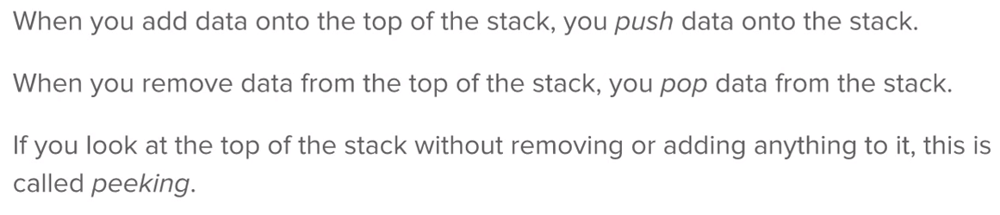 When you add data onto the top of the stack, you push data onto the stack.
When you remove data from the top of the stack, you pop data from the stack.
If you look at the top of the stack without removing or adding anything to it, this is
called peeking.